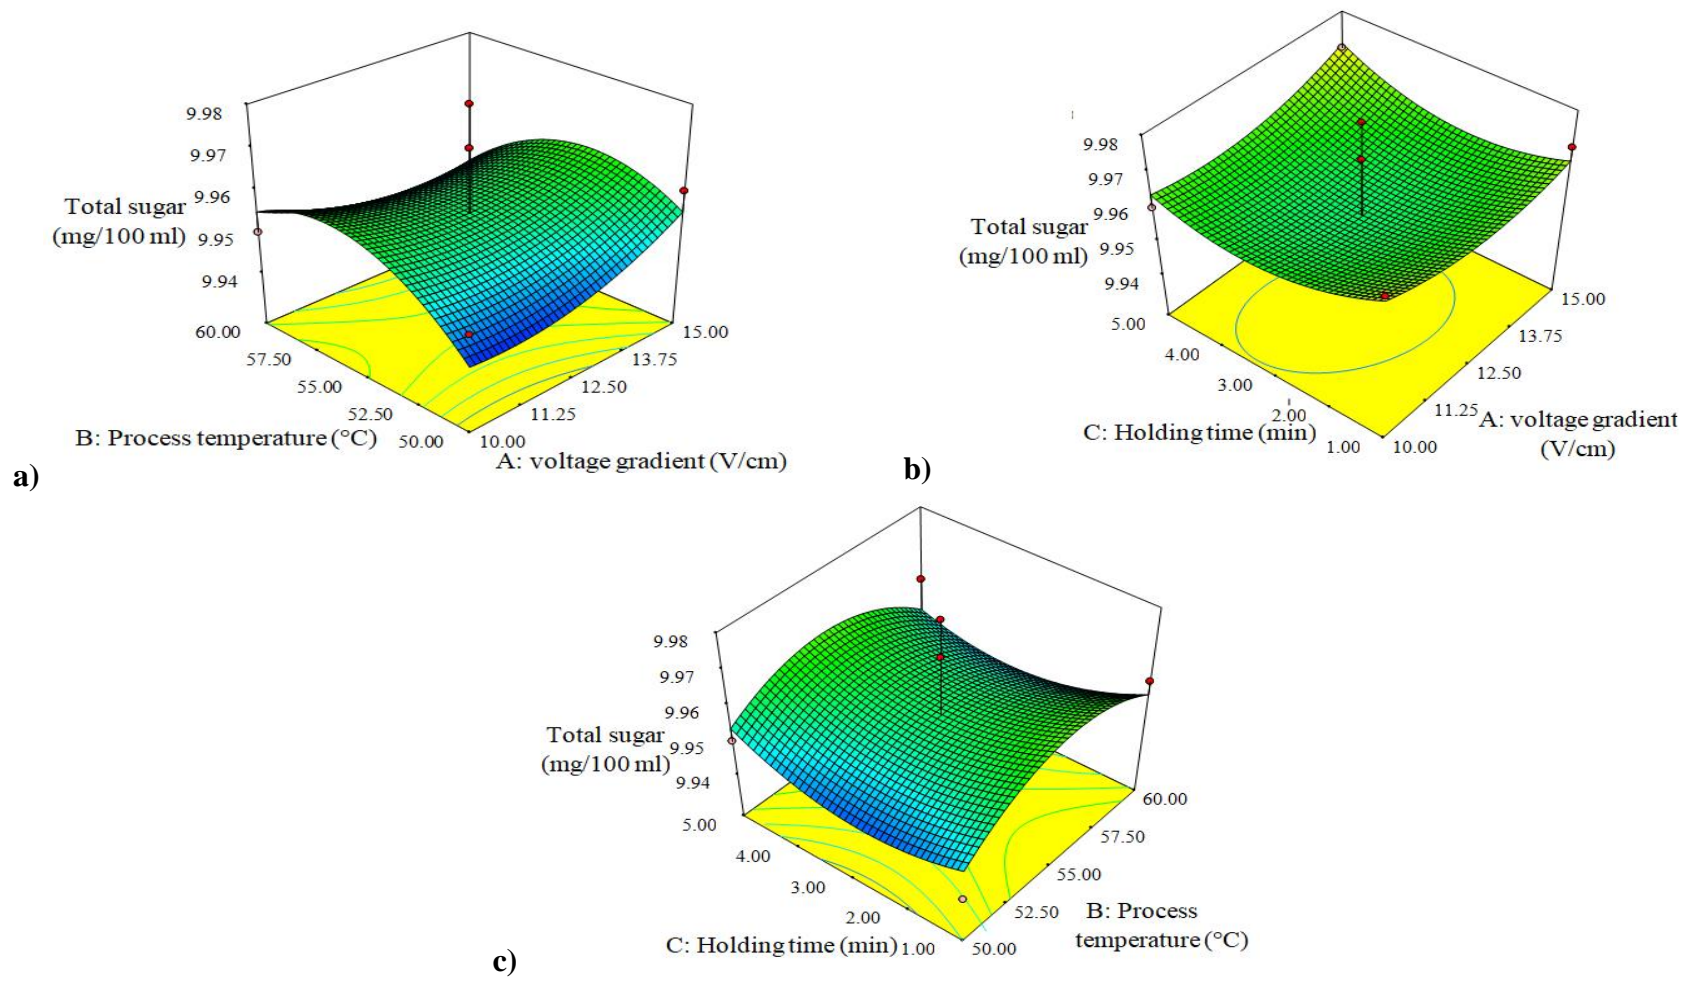 9.98
9.97
9.96
9.95
9.94
Total sugar
(mg/100 ml)
60.00
57.50
55.00
52.50
50.00
B: Process temperature (°C)
15.00
13.75
12.50
11.25
10.00
A: voltage gradient (V/cm)
a)
9.98
9.97
9.96
9.95
9.94
Total sugar
(mg/100 ml)
5.00
4.00
3.00
2.00
1.00
C: Holding time (min)
15.00
13.75
12.50
11.25
10.00
A: voltage gradient
(V/cm)
b)
9.98
9.97
9.96
9.95
9.94
Total sugar
(mg/100 ml)
5.00
4.00
3.00
2.00
1.00
C: Holding time (min)
60.00
57.50
55.00
52.50
50.00
B: Process
temperature (°C)
c)